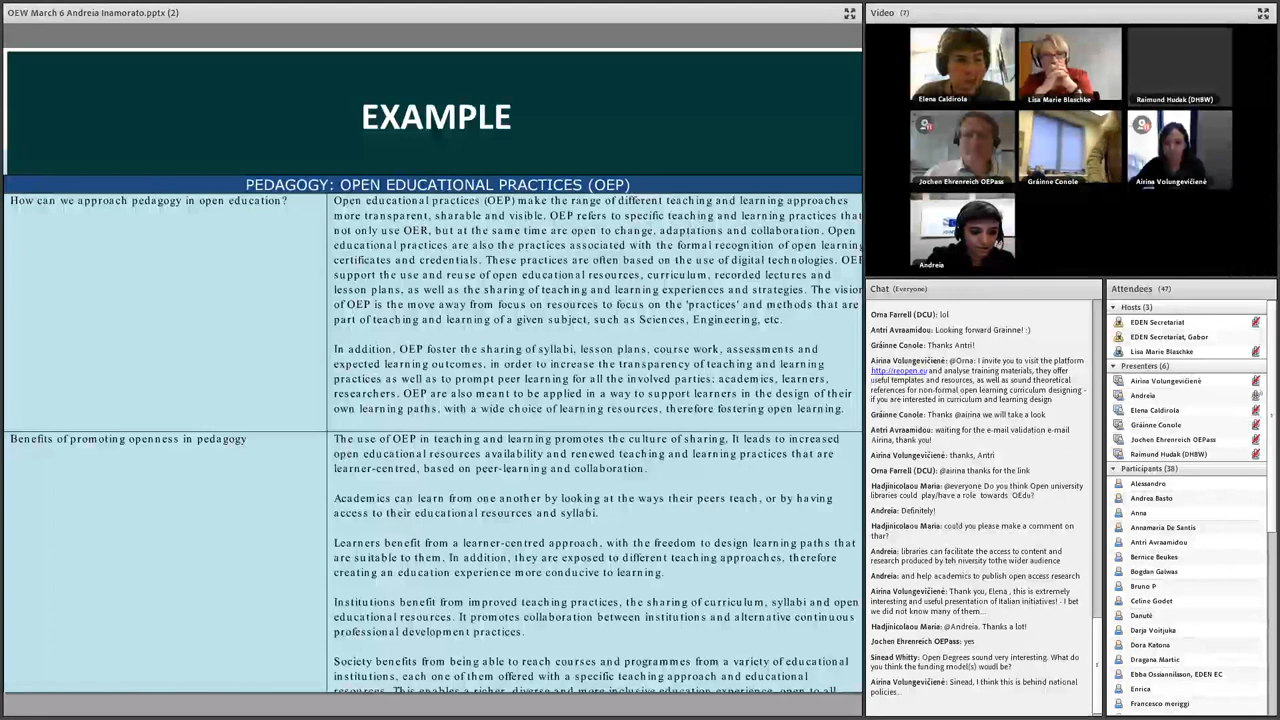 OEW March 6 Andreia Inamorato.pptx (2)
EXAMPLE
PEDAGOGY: OPEN EDUCATIONAL PRACTICES (OEP)
How can we approach pedagogy in open education?
Open educational practices (OEP) make the range of different teaching and learning approaches
more transparent, sharable and visible. OEP refers to specific teaching and learning practices that
not only use OER, but at the same time are open to change, adaptations and collaboration. Open
educational practices are also the practices associated with the formal recognition of open learning
certificates and credentials. These practices are often based on the use of digital technologies. OEP
support the use and reuse of open educational resources, curriculum, recorded lectures and
lesson plans, as well as the sharing of teaching and learning experiences and strategies. The vision
of OEP is the move away from focus on resources to focus on the 'practices' and methods that are
part of teaching and learning of a given subject, such as Sciences, Engineering, etc.
In addition, OEP foster the sharing of syllabi, lesson plans, course work, assessments and
expected learning outcomes, in order to increase the transparency of teaching and learning
practices as well as to prompt peer learning for all the involved parties: academics, learners,
researchers. OEP are also meant to be applied in a way to support learners in the design of their
own learning paths, with a wide choice of learning resources, therefore fostering open learning.
Benefits of promoting openness in pedagogy
The use of OEP in teaching and learning promotes the culture of sharing. It leads to increased
open educational resources availability and renewed teaching and learning practices that are
learner-centred, based on peer-learning and collaboration.
Academics can learn from one another by looking at the ways their peers teach, or by having
access to their educational resources and syllabi.
Learners benefit from a learner-centred approach, with the freedom to design learning paths that
are suitable to them. In addition, they are exposed to different teaching approaches, therefore
creating an education experience more conducive to learning.
Institutions benefit from improved teaching practices, the sharing of curriculum, syllabi and open
educational resources. It promotes collaboration between institutions and alternative continuous
professional development practices.
Society benefits from being able to reach courses and programmes from a variety of educational
institutions, each one of them offered with a specific teaching approach and educational
resources. This enables a richer, diverse and more inclusive education experience, open to all
Video (7)
Elena Caldirola
Lisa Marie Blaschke
Raimund Hudak (DHBW)
Jochen Ehrenreich OEPass
Gráinne Conole
Airina Volungevičienė
Andreia
Chat (Everyone)
Orna Farrell (DCU): lol
Antri Avraamidou: Looking forward Grainne! :)
Gráinne Conole: Thanks Antri!
Airina Volungevičienė: @Orna: I invite you to visit the platform
http://reopen.eu and analyse training materials, they offer
useful templates and resources, as well as sound theoretical
references for non-formal open learning curriculum designing -
if you are interested in curriculum and learning design
Gráinne Conole: Thanks @airina we will take a look
Antri Avraamidou: waiting for the e-mail validation e-mail
Airina, thank you!
Airina Volungevičienė: thanks, Antri
Orna Farrell (DCU): @airina thanks for the link
Hadjinicolaou Maria: @everyone Do you think Open university
libraries could play/have a role towards OEdu?
Andreia: Definitely!
Hadjinicolaou Maria: could you please make a comment on
thar?
Andreia: libraries can facilitate the access to content and
research produced by teh niversity tothe wider audience
Andreia: and help academics to publish open access research
Airina Volungevičienė: Thank you, Elena , this is extremely
interesting and useful presentation of Italian initiatives! - I bet
we did not know many of them...
Hadjinicolaou Maria: @Andreia. Thanks a lot!
Jochen Ehrenreich OEPass: yes
Sinead Whitty: Open Degrees sound very interesting. What do
you think the funding model(s) would be?
Airina Volungevičienė: Sinead, I think this is behind national
policies...
Attendees (47)
Hosts (3)
EDEN Secretariat
EDEN Secretariat, Gabor
Lisa Marie Blaschke
Presenters (6)
Airina Volungevičienė
Andreia
Elena Caldirola
Gráinne Conole
Jochen Ehrenreich OEPass
Raimund Hudak (DHBW)
Participants (38)
Alessandro
Andrea Basto
Anna
Annamaria De Santis
Antri Avraamidou
Bernice Beukes
Bogdan Galwas
Bruno P
Celine Godet
Danutė
Darja Voitjuka
Dora Katona
Dragana Martic
Ebba Ossiannilsson, EDEN EC
Enrica
Francesco meriggi